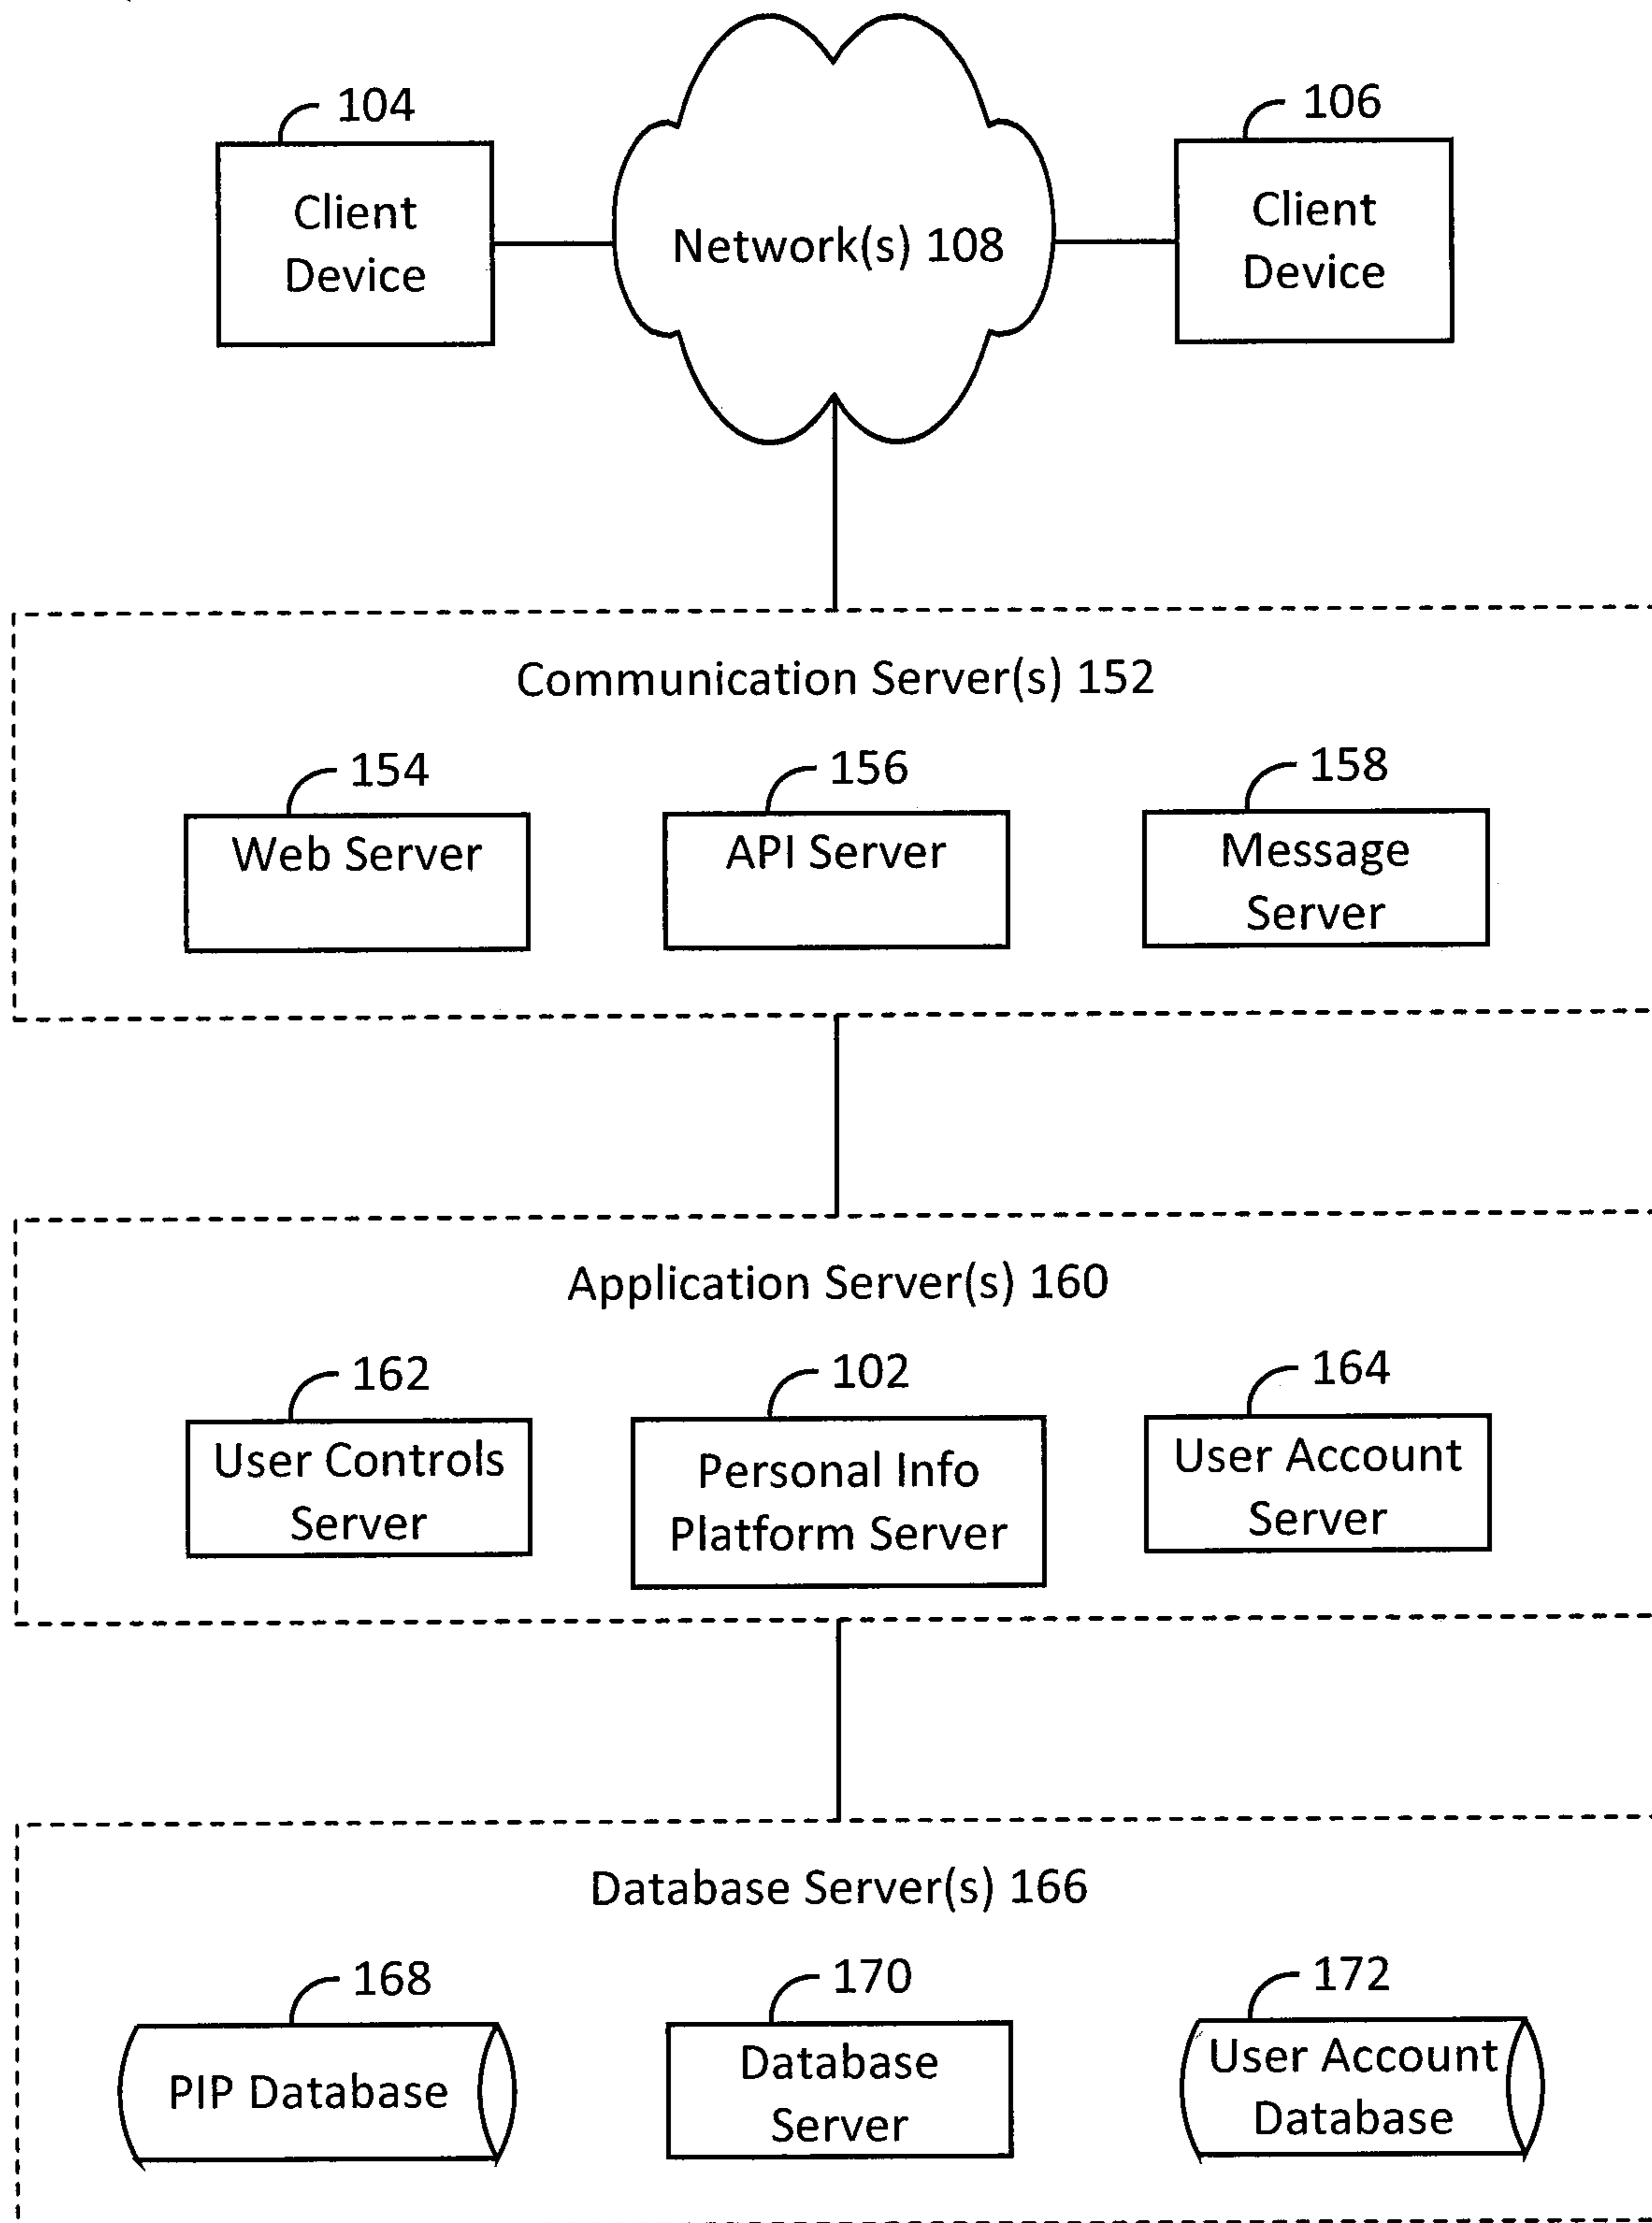 104
106
Client
Device
Network(s) 108
Client
Device
Communication Server(s) 152
154
156
158
Web Server
API Server
Message
Server
Application Server(s) 160
162
102
164
User Controls
Server
Personal Info
Platform Server
User Account
Server
Database Server(s) 166
168
170
172
PIP Database
Database
Server
User Account
Database